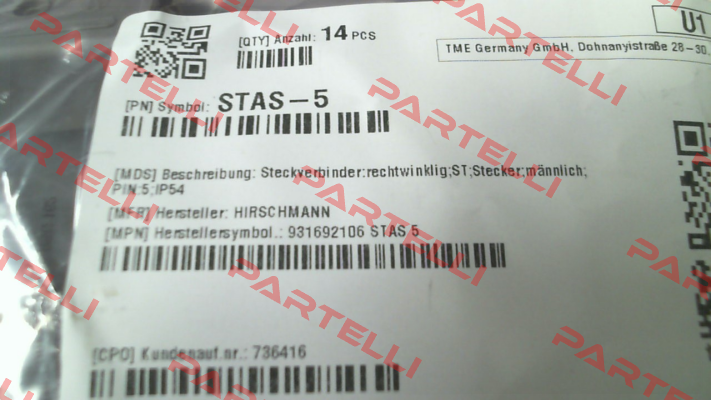 [QTY] Anzahl: 14 PCS
U1
TME Germany GmbH, Dohnanyistraße 28-30,
[PN] Symbol: STAS-5
[MDS] Beschreibung: Steckverbinder:rechtwinklig;ST;Stecker:männlich;
PIN:5;IP54
[MFR] Hersteller: HIRSCHMANN
[MPN] Herstellersymbol.: 931692106 STAS 5
[CPO] Kundenauf.nr.: 736416
PARTELLI
PARTELLI
PARTELLI
PARTELLI
PARTELLI
PARTELLI
PARTELLI